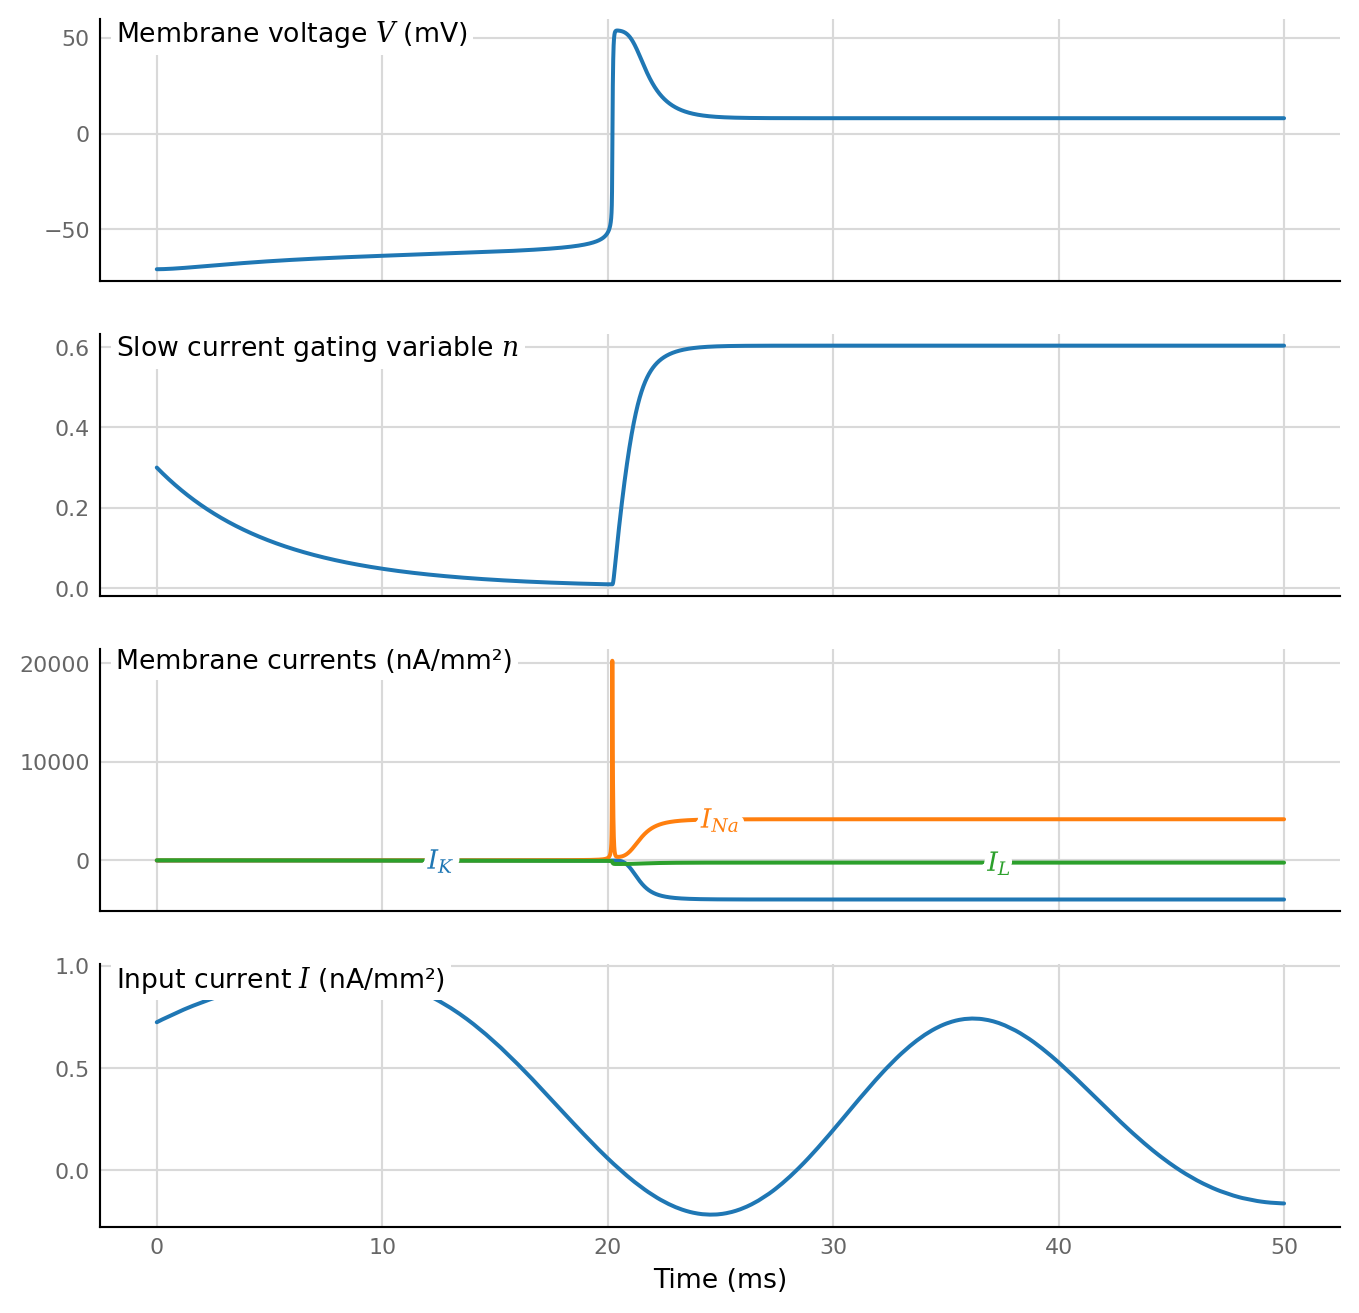 Membrane voltage V (mV)
50
0
−50
Slow current gating variable n
0.6
0.4
0.2
0.0
Membrane currents (nA/mm²)
20000
10000
0
I_Na
I_K
I_L
Input current I (nA/mm²)
1.0
0.5
0.0
0 10 20 30 40 50
Time (ms)